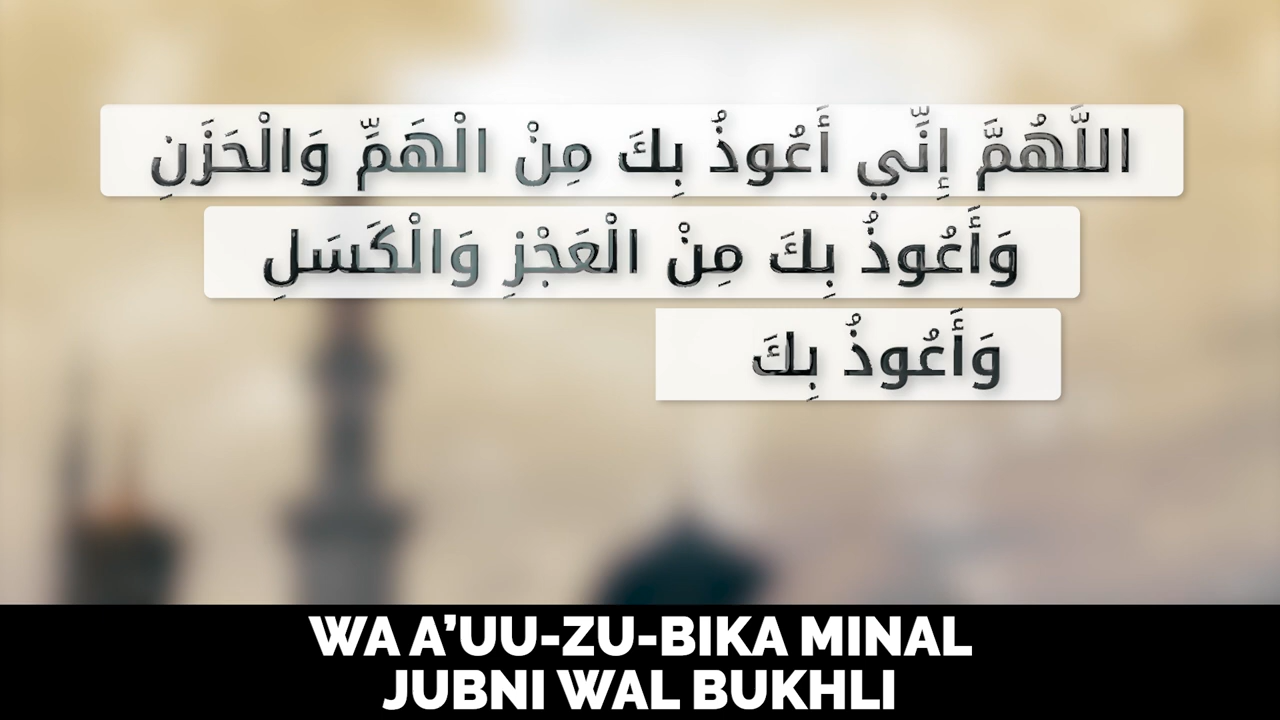 اللَّهُمَّ إِنِّي أَعُوذُ بِكَ مِنْ الْهَمِّ وَالْحَزَنِ
وَأَعُوذُ بِكَ مِنْ الْعَجْزِ وَالْكَسَلِ
وَأَعُوذُ بِكَ
WA A’UU-ZU-BIKA MINAL
JUBNI WAL BUKHLI